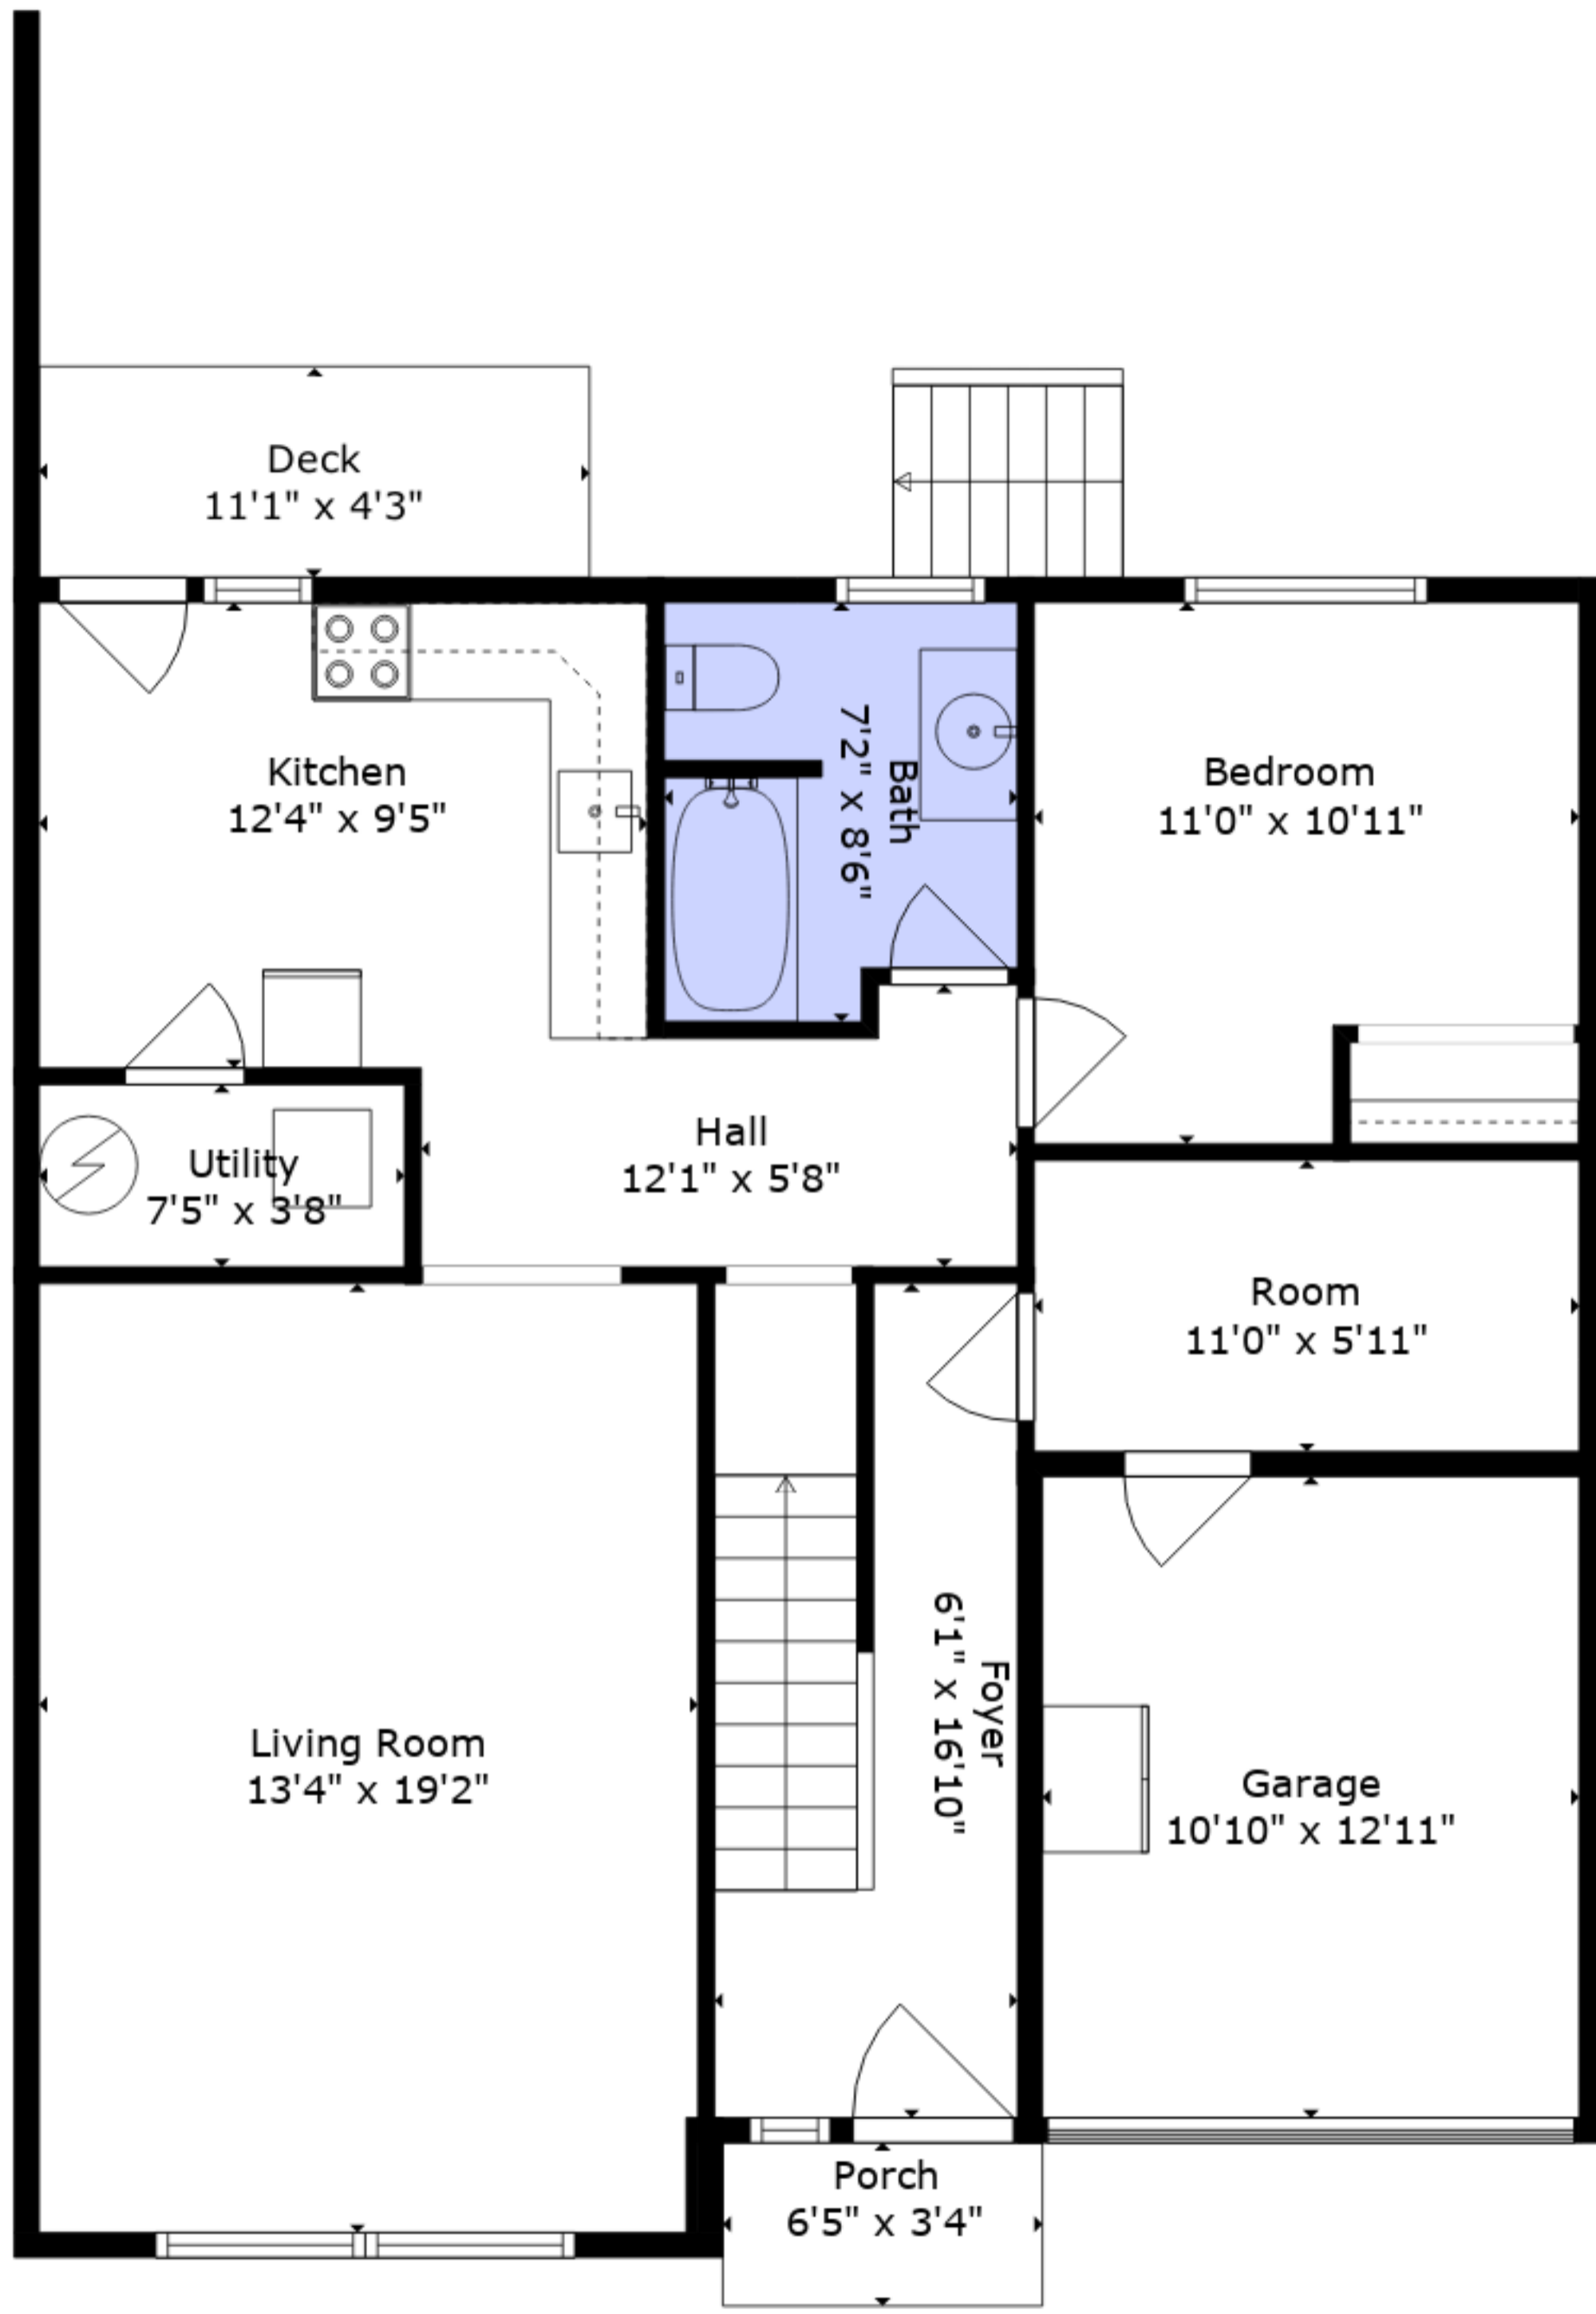 Deck
11'1" x 4'3"
Kitchen
12'4" x 9'5"
Bath
7'2" x 8'6"
Bedroom
11'0" x 10'11"
Hall
12'1" x 5'8"
Utility
7'5" x 3'8"
Room
11'0" x 5'11"
Living Room
13'4" x 19'2"
Foyer
6'1" x 16'10"
Garage
10'10" x 12'11"
Porch
6'5" x 3'4"